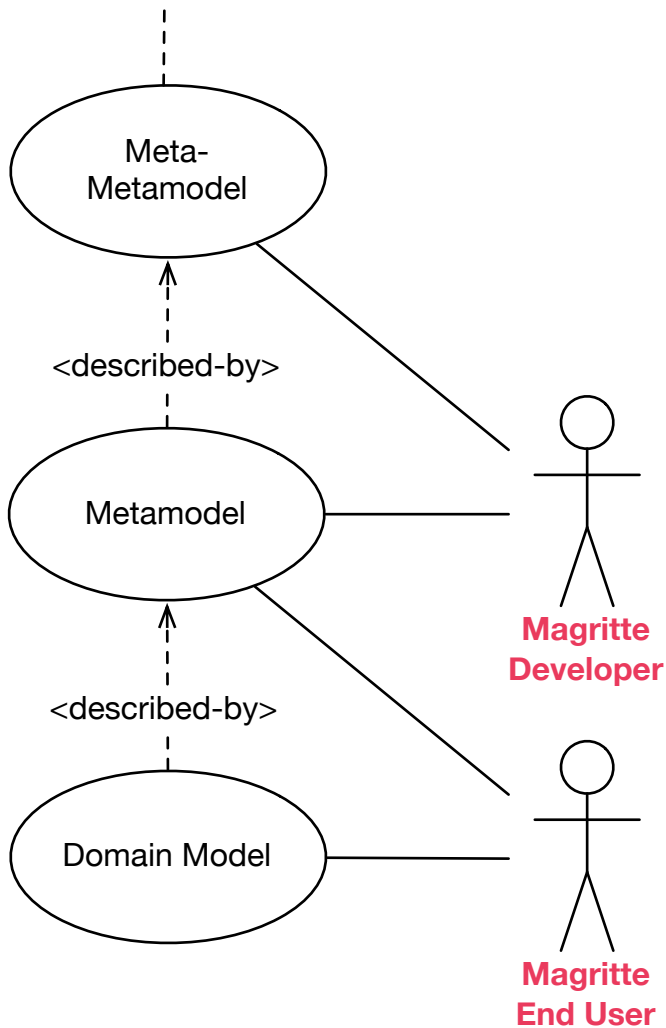 Meta-
Metamodel
<described-by>
Metamodel
Magritte
Developer
<described-by>
Domain Model
Magritte
End User